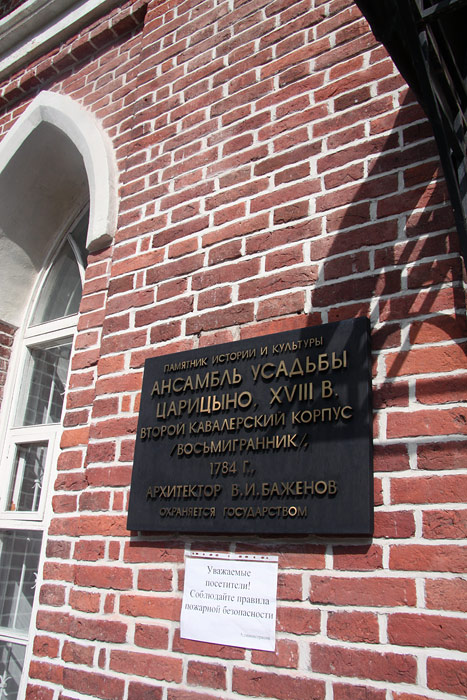 ПАМЯТНИК ИСТОРИИ И КУЛЬТУРЫ
АНСАМБЛЬ УСАДЬБЫ
ЦАРИЦЫНО, XVIII В.
ВТОРОЙ КАВАЛЕРСКИЙ КОРПУС
/ВОСЬМИГРАННИК/,
1784 Г.,
АРХИТЕКТОР В.И.БАЖЕНОВ
ОХРАНЯЕТСЯ ГОСУДАРСТВОМ
Уважаемые
посетители!
Соблюдайте правила
пожарной безопасности